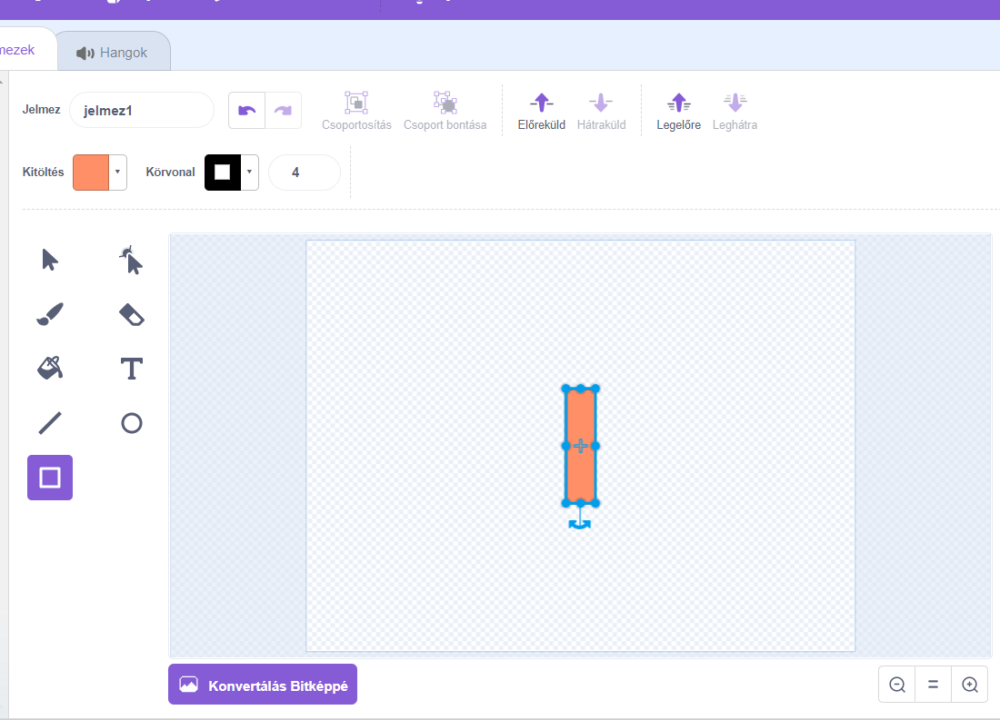 mezek
Hangok
Jelmez
jelmez1
Csoportosítás
Csoport bontása
Előreküld
Hátraküld
Legelőre
Leghátra
Kitöltés
Körvonal
4
Konvertálás Bitképpé